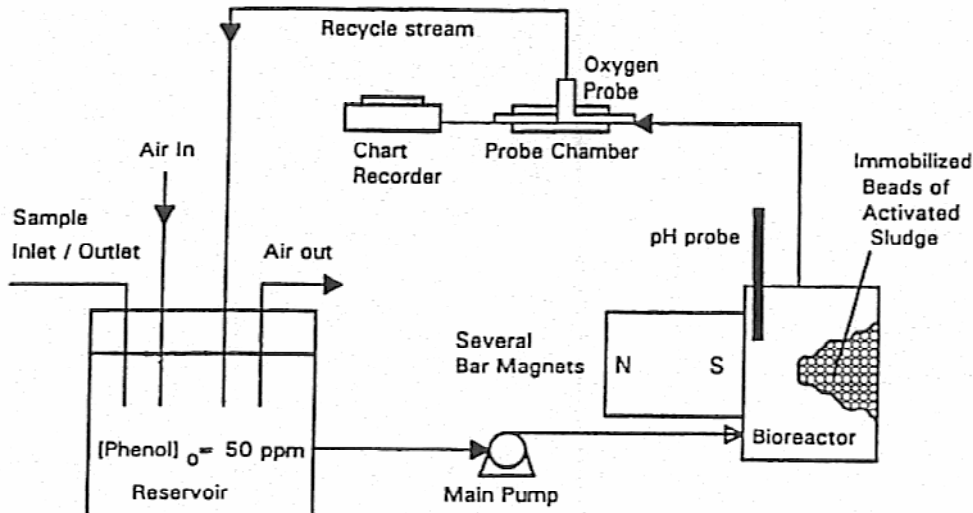 Recycle stream
Oxygen
Probe
Chart
Recorder
Probe Chamber
Air In
Immobilized
Beads of
Activated
Sludge
Sample
Inlet / Outlet
Air out
pH probe
Several
Bar Magnets
N
S
[Phenol] 0= 50 ppm
Reservoir
Main Pump
Bioreactor